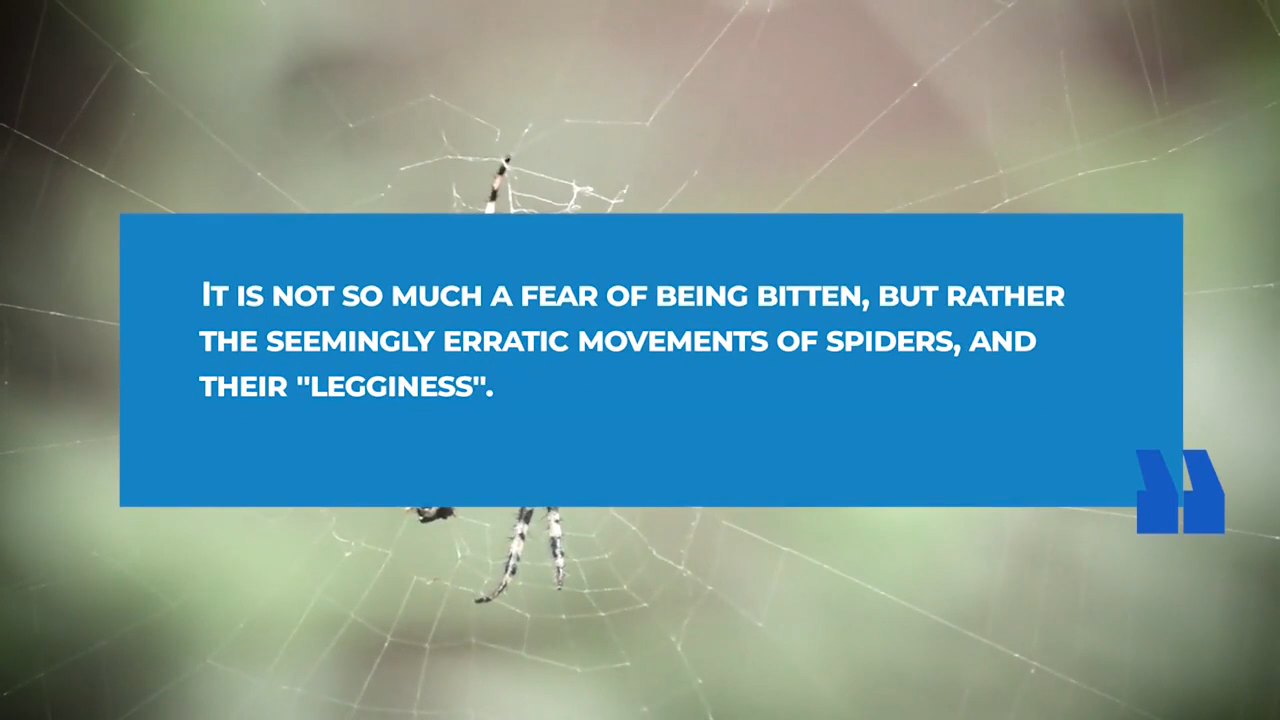 IT IS NOT SO MUCH A FEAR OF BEING BITTEN, BUT RATHER
THE SEEMINGLY ERRATIC MOVEMENTS OF SPIDERS, AND
THEIR "LEGGINESS".